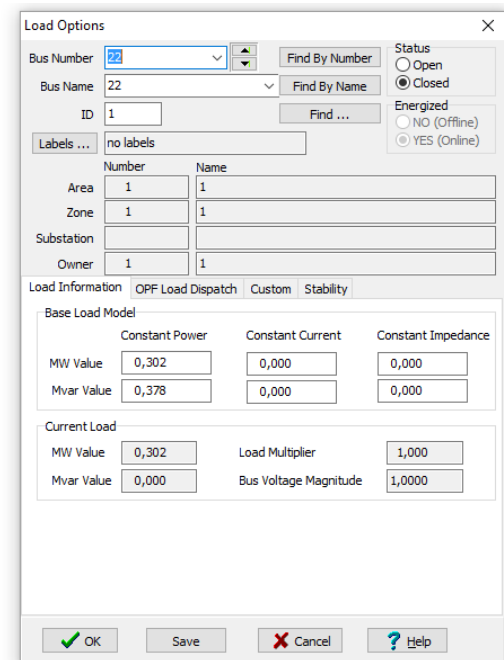 Load Options
Bus Number 22 Find By Number
Bus Name 22 Find By Name
ID 1 Find ...
Status
Open
Closed
Energized
NO (Offline)
YES (Online)
Labels ... no labels
Number Name
Area 1 1
Zone 1 1
Substation
Owner 1 1
Load Information OPF Load Dispatch Custom Stability
Base Load Model
Constant Power Constant Current Constant Impedance
MW Value 0,302 0,000 0,000
Mvar Value 0,378 0,000 0,000
Current Load
MW Value 0,302 Load Multiplier 1,000
Mvar Value 0,000 Bus Voltage Magnitude 1,0000
OK Save Cancel ? Help